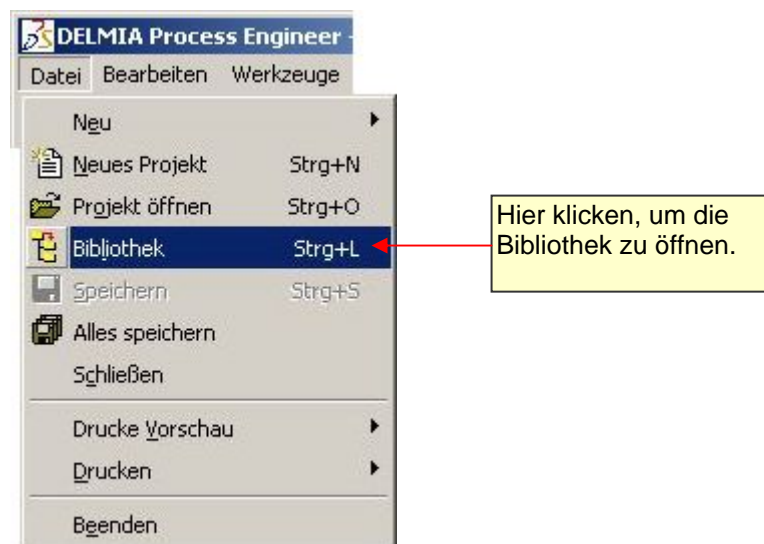 DELMIA Process Engineer -
Datei Bearbeiten Werkzeuge
Neu
Neues Projekt Strg+N
Projekt öffnen Strg+O
Bibliothek Strg+L
Hier klicken, um die
Bibliothek zu öffnen.
Speichern Strg+S
Alles speichern
Schließen
Drucke Vorschau
Drucken
Beenden